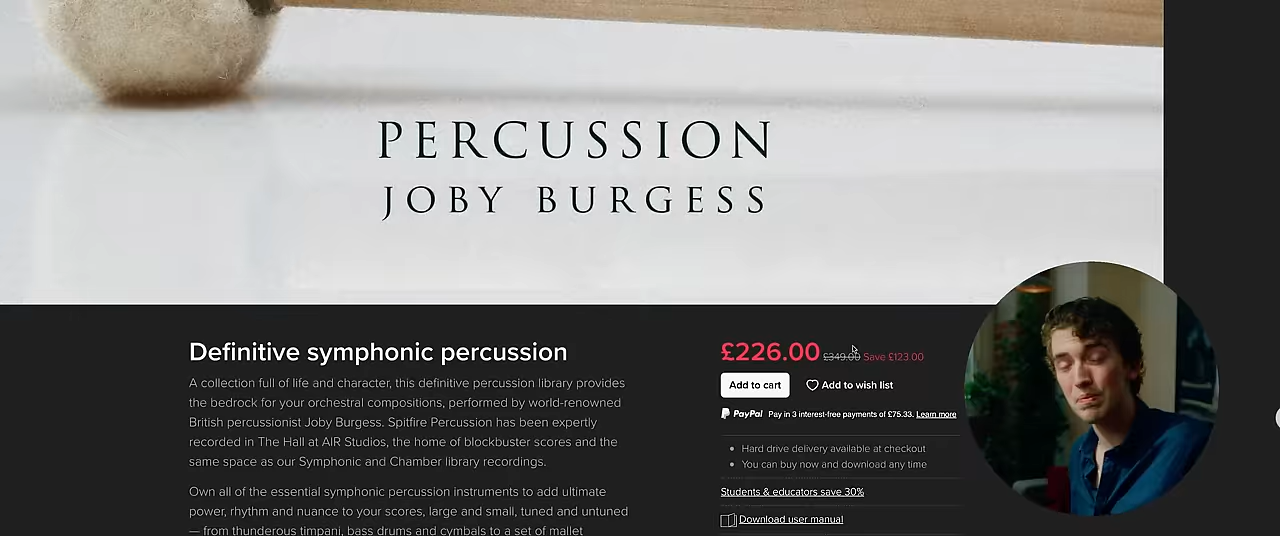 PERCUSSION
JOBY BURGESS
Definitive symphonic percussion
A collection full of life and character, this definitive percussion library provides
the bedrock for your orchestral compositions, performed by world-renowned
British percussionist Joby Burgess. Spitfire Percussion has been expertly
recorded in The Hall at AIR Studios, the home of blockbuster scores and the
same space as our Symphonic and Chamber library recordings.
Own all of the essential symphonic percussion instruments to add ultimate
power, rhythm and nuance to your scores, large and small, tuned and untuned
— from thunderous timpani, bass drums and cymbals to a set of mallet
£226.00 £349.00 Save £123.00
Add to cart Add to wish list
PayPal Pay in 3 interest-free payments of £75.33. Learn more
• Hard drive delivery available at checkout
• You can buy now and download any time
Students & educators save 30%
Download user manual